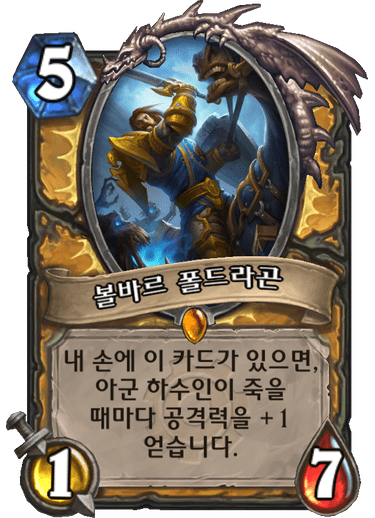 5
볼바르 폴드라곤
내 손에 이 카드가 있으면,
아군 하수인이 죽을
때마다 공격력을 +1
얻습니다.
1
7